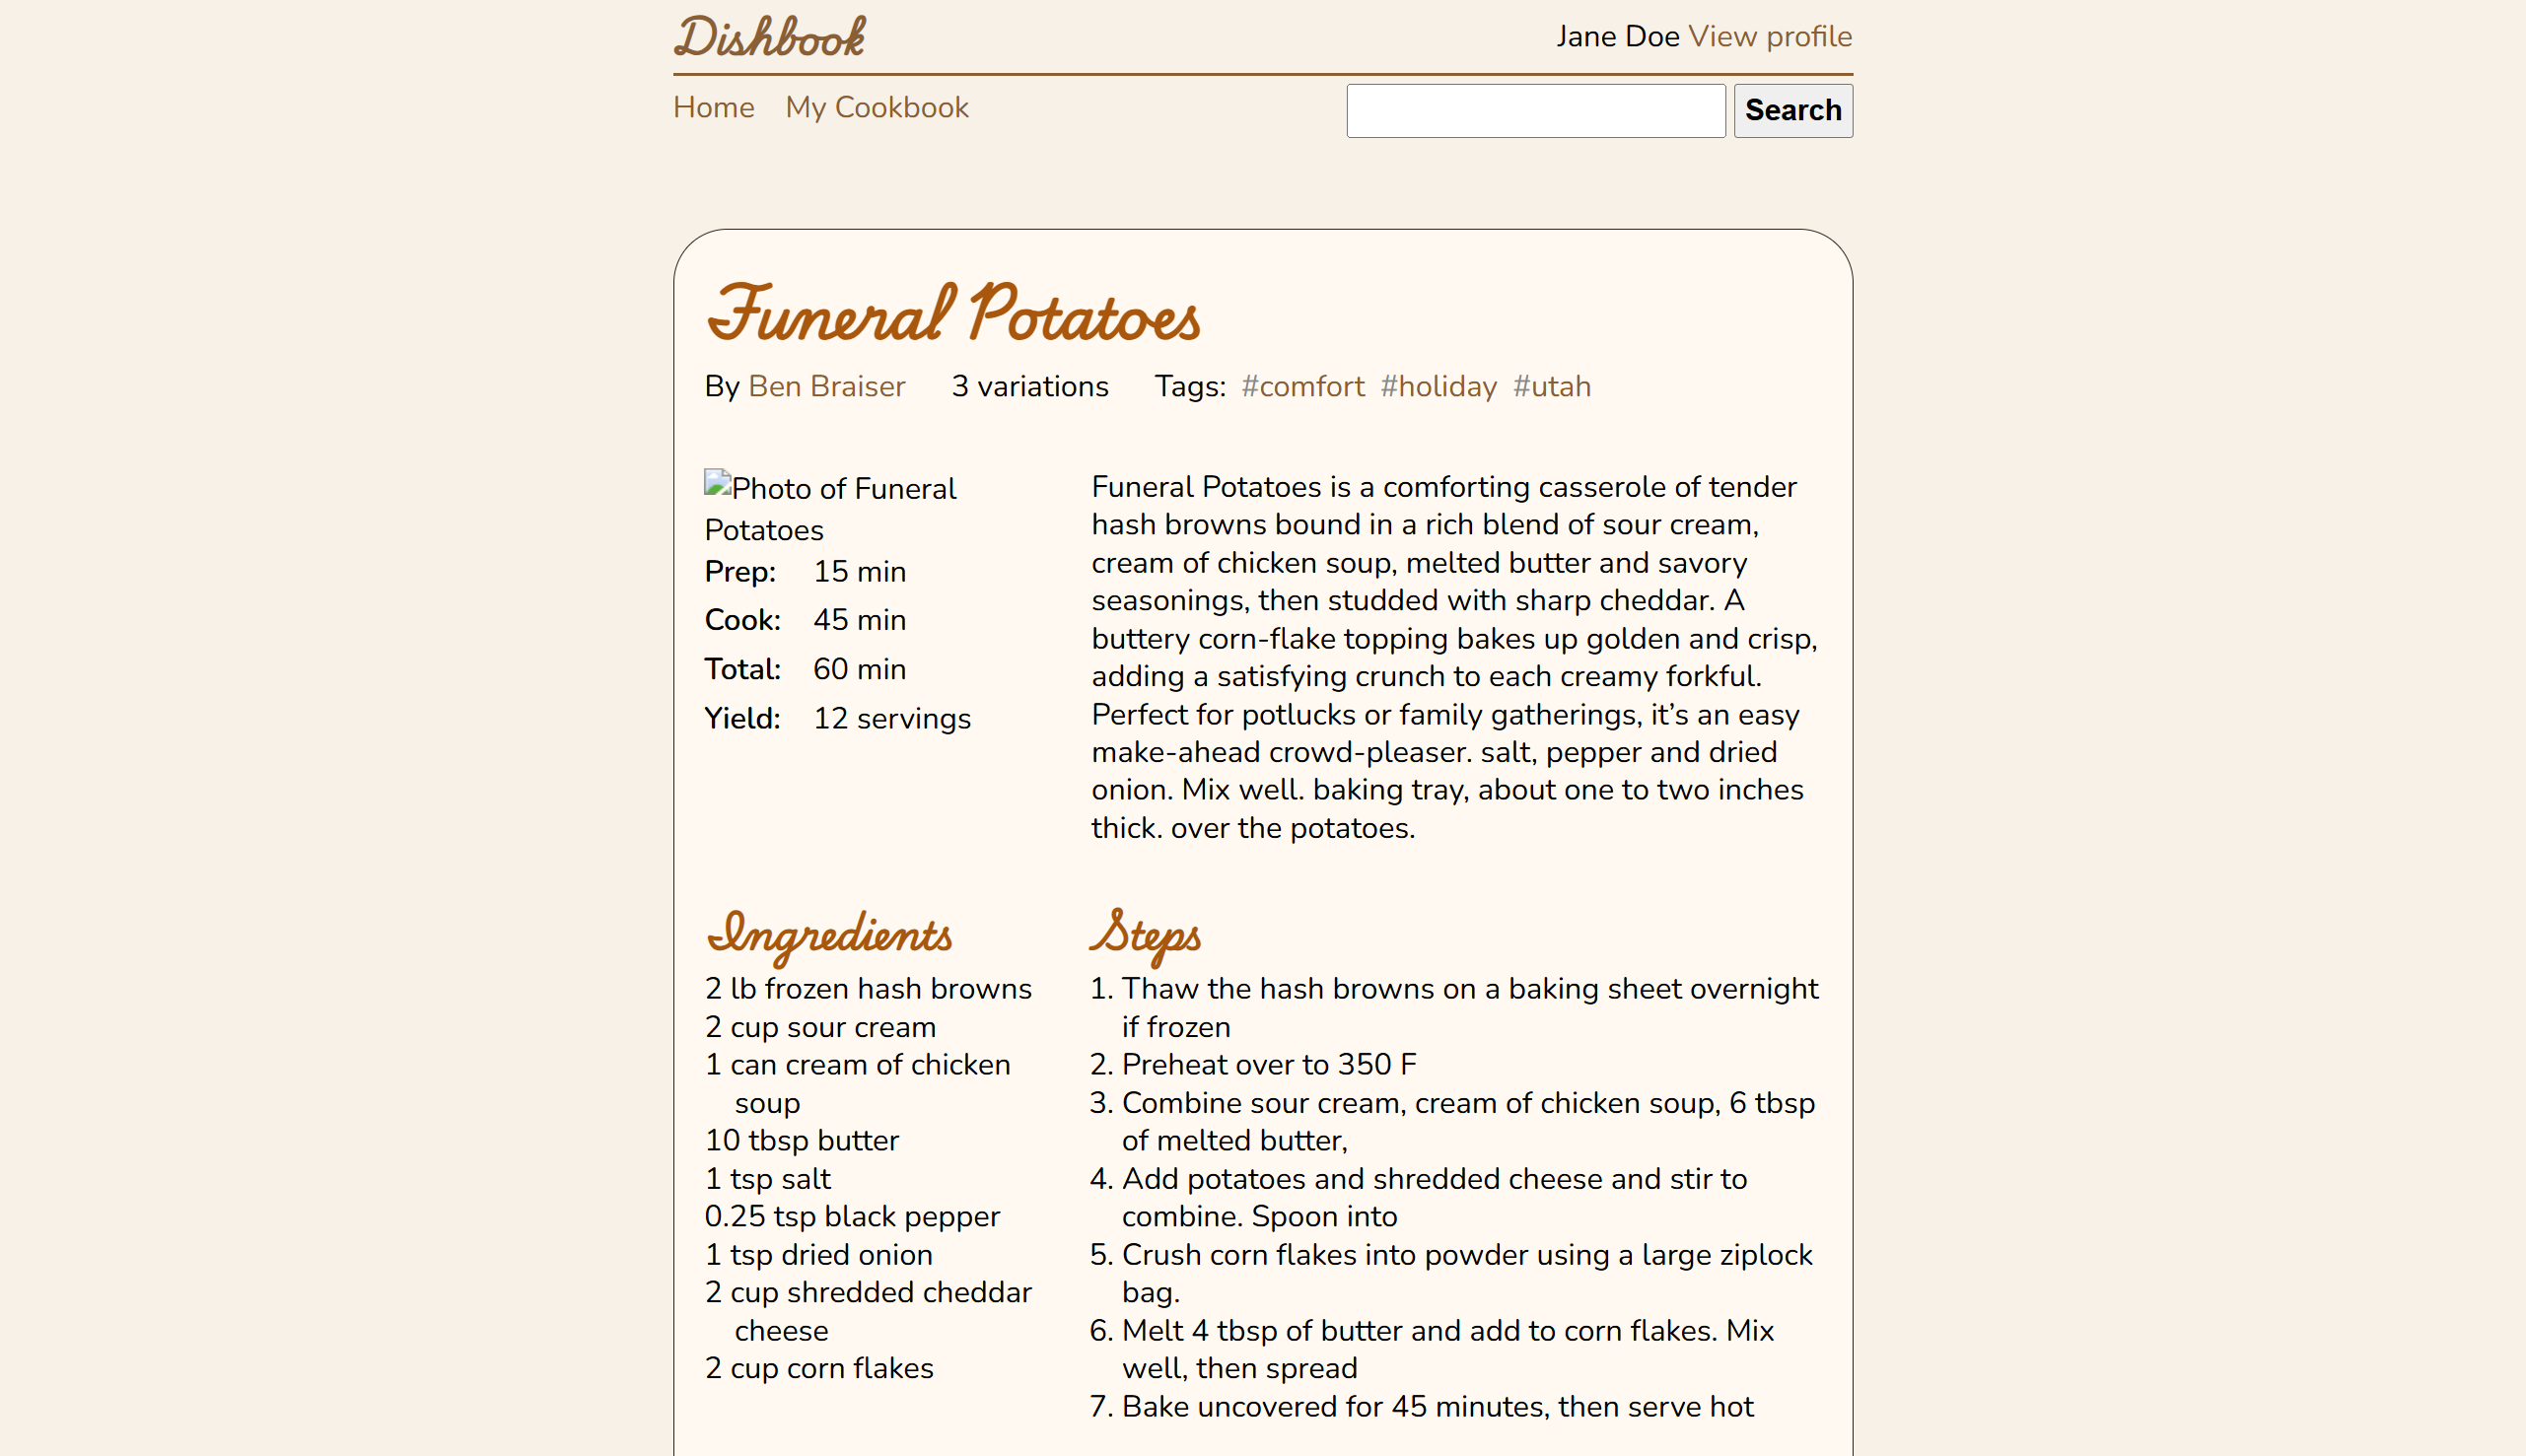 Dishbook
Jane Doe View profile
Home My Cookbook
Search
Funeral Potatoes
By Ben Braiser 3 variations Tags: #comfort #holiday #utah
Photo of Funeral
Potatoes
Prep: 15 min
Cook: 45 min
Total: 60 min
Yield: 12 servings
Funeral Potatoes is a comforting casserole of tender
hash browns bound in a rich blend of sour cream,
cream of chicken soup, melted butter and savory
seasonings, then studded with sharp cheddar. A
buttery corn-flake topping bakes up golden and crisp,
adding a satisfying crunch to each creamy forkful.
Perfect for potlucks or family gatherings, it’s an easy
make-ahead crowd-pleaser. salt, pepper and dried
onion. Mix well. baking tray, about one to two inches
thick. over the potatoes.
Ingredients
2 lb frozen hash browns
2 cup sour cream
1 can cream of chicken
soup
10 tbsp butter
1 tsp salt
0.25 tsp black pepper
1 tsp dried onion
2 cup shredded cheddar
cheese
2 cup corn flakes
Steps
1. Thaw the hash browns on a baking sheet overnight
if frozen
2. Preheat over to 350 F
3. Combine sour cream, cream of chicken soup, 6 tbsp
of melted butter,
4. Add potatoes and shredded cheese and stir to
combine. Spoon into
5. Crush corn flakes into powder using a large ziplock
bag.
6. Melt 4 tbsp of butter and add to corn flakes. Mix
well, then spread
7. Bake uncovered for 45 minutes, then serve hot